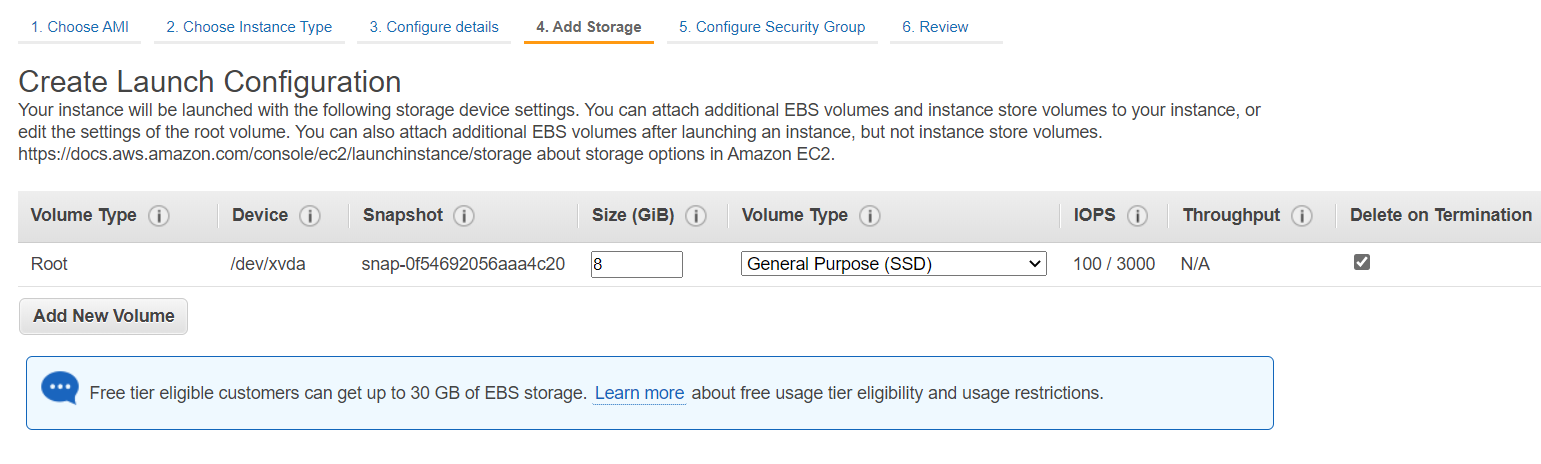 1. Choose AMI 2. Choose Instance Type 3. Configure details 4. Add Storage 5. Configure Security Group 6. Review
Create Launch Configuration
Your instance will be launched with the following storage device settings. You can attach additional EBS volumes and instance store volumes to your instance, or
edit the settings of the root volume. You can also attach additional EBS volumes after launching an instance, but not instance store volumes.
https://docs.aws.amazon.com/console/ec2/launchinstance/storage about storage options in Amazon EC2.
Volume Type i Device i Snapshot i Size (GiB) i Volume Type i IOPS i Throughput i Delete on Termination
Root /dev/xvda snap-0f54692056aaa4c20 8 General Purpose (SSD) 100 / 3000 N/A
Add New Volume
Free tier eligible customers can get up to 30 GB of EBS storage. Learn more about free usage tier eligibility and usage restrictions.